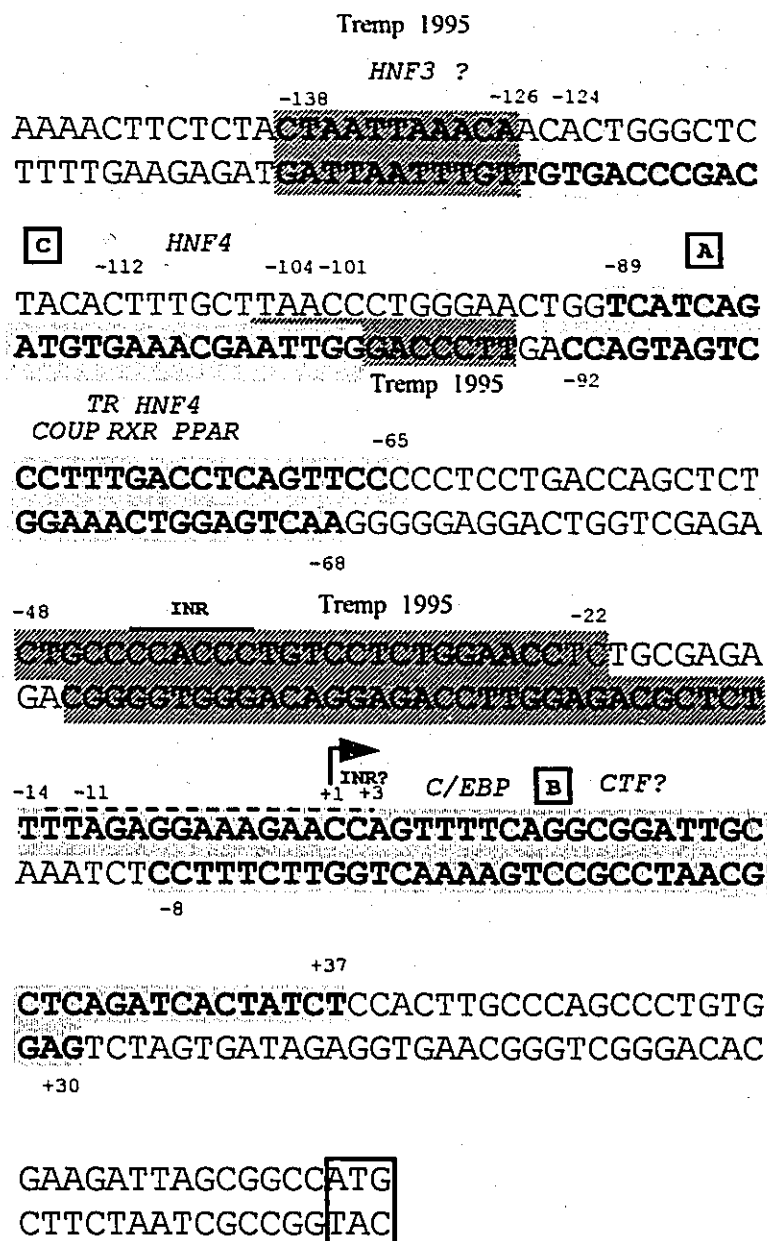 Tremp 1995
HNF3 ?
-138 -126 -124
AAAACTTCTCTACTAATTAAACAACACTGGGCTC
TTTTGAAGAGATGATTAATTTGTTGTGACCCGAC
C HNF4 A
-112 -104 -101 -89
TACACTTTGCTTAACCCTGGGAACTGGTCATCAG
ATGTGAAACGAATTGGGACCCTTGACCAGTAGTC
Tremp 1995 -92
TR HNF4
COUP RXR PPAR -65
CCTTTGACCTCAGTTCCCCCTCCTGACCAGCTCT
GGAAACTGGAGTCAAGGGGGAGGACTGGTCGAGA
-68
-48 INR Tremp 1995 -22
CTGCCCCACCCTGTCCTCTGGAACCTCTGCGAGA
GACGGGGTGGGACAGGAGACCTTGGAGACGCTCT
INR? C/EBP B CTF?
-14 -11 +1 +3
TTTAGAGGAAAGAACCAGTTTTCAGGCGGATTGC
AAATCTCCTTTCTTGGTCAAAAGTCCGCCTAACG
-8
+37
CTCAGATCACTATCTCCACTTGCCCAGCCCTGTG
GAGTCTAGTGATAGAGGTGAACGGGTCGGGACAC
+30
GAAGATTAGCGGCCATG
CTTCTAATCGCCGGTAC